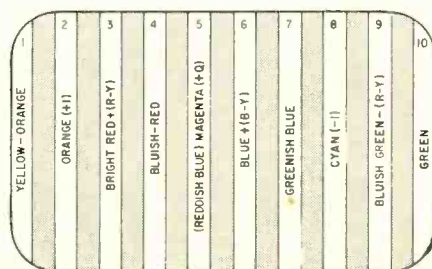 1
YELLOW-ORANGE
2
ORANGE (+I)
3
BRIGHT RED+(R-Y)
4
BLUISH-RED
5
(REDDISH BLUE) MAGENTA (+Q)
6
BLUE+(B-Y)
7
GREENISH BLUE
8
CYAN (-I)
9
BLUISH GREEN-(R-Y)
10
GREEN